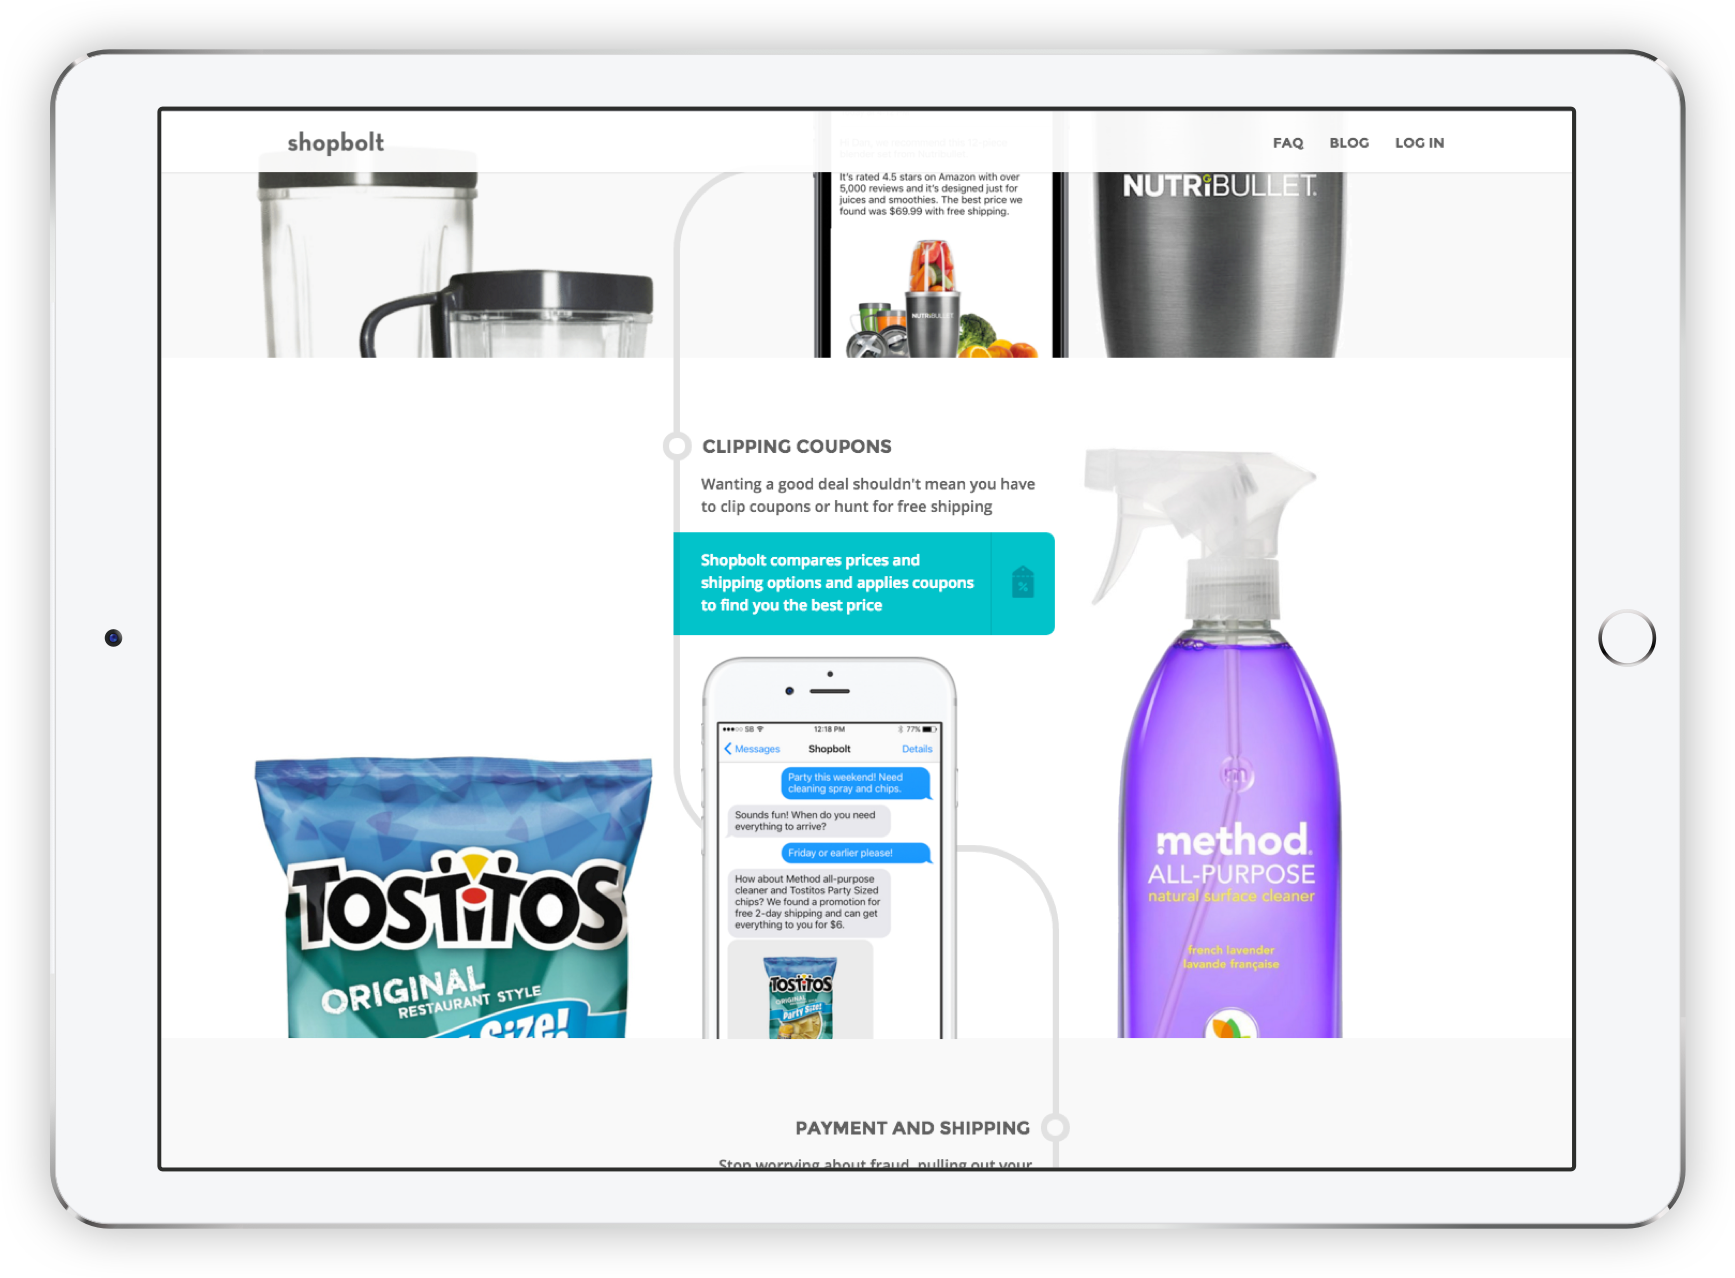 shopbolt
FAQ BLOG LOG IN
It's rated 4.5 stars on Amazon with over
5,000 reviews and it's designed just for
juices and smoothies. The best price we
found was $69.99 with free shipping.
NUTRiBULLET
NUTRiBULLET.
CLIPPING COUPONS
Wanting a good deal shouldn't mean you have
to clip coupons or hunt for free shipping
Shopbolt compares prices and
shipping options and applies coupons
to find you the best price
%
SB 12:18 PM 77%
Messages Shopbolt Details
Party this weekend! Need
cleaning spray and chips.
Sounds fun! When do you need
everything to arrive?
Friday or earlier please!
How about Method all-purpose
cleaner and Tostitos Party Sized
chips? We found a promotion for
free 2-day shipping and can get
everything to you for $6.
TOSTITOS
ORIGINAL
Party Size!
TOSTITOS
ORIGINAL
RESTAURANT STYLE
Size!
m
method.
ALL-PURPOSE
natural surface cleaner
french lavender
lavande française
PAYMENT AND SHIPPING
Stop worrying about fraud, pulling out your